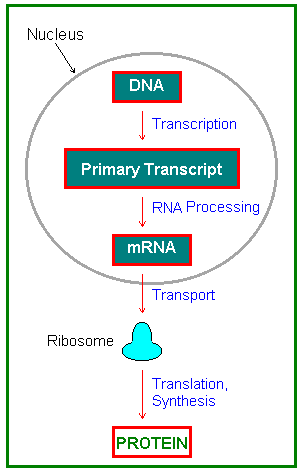 Nucleus
DNA
Transcription
Primary Transcript
RNA Processing
mRNA
Transport
Ribosome
Translation,
Synthesis
PROTEIN